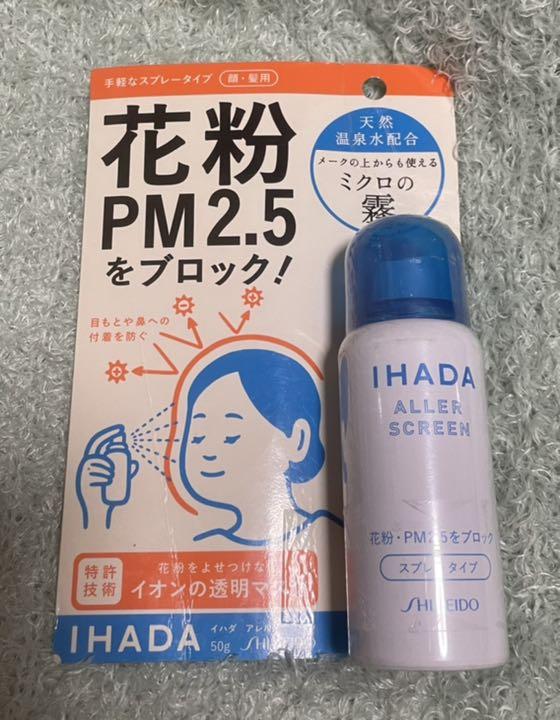 手軽なスプレータイプ 顔・髪用
花粉
PM2.5
をブロック!
天然
温泉水配合
メークの上からも使える
ミクロの
霧
目もとや鼻への
付着を防ぐ
特許
技術
花粉をよせつけない
イオンの透明マス
IHADA
イハダ アレル
50g
IHADA
ALLER
SCREEN
花粉・PM2.5をブロック
スプレータイプ
SHISEIDO